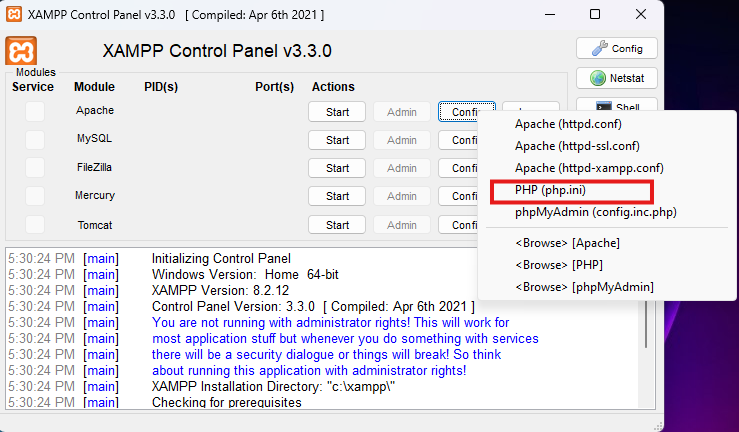 XAMPP Control Panel v3.3.0 [ Compiled: Apr 6th 2021 ]
XAMPP Control Panel v3.3.0
Config
Netstat
Shell
Modules
Service Module PID(s) Port(s) Actions
Apache Start Admin Config
MySQL Start Admin
FileZilla Start Admin
Mercury Start Admin
Tomcat Start Admin
Apache (httpd.conf)
Apache (httpd-ssl.conf)
Apache (httpd-xampp.conf)
PHP (php.ini)
phpMyAdmin (config.inc.php)
<Browse> [Apache]
<Browse> [PHP]
<Browse> [phpMyAdmin]
5:30:24 PM [main] Initializing Control Panel
5:30:24 PM [main] Windows Version: Home 64-bit
5:30:24 PM [main] XAMPP Version: 8.2.12
5:30:24 PM [main] Control Panel Version: 3.3.0 [ Compiled: Apr 6th 2021 ]
5:30:24 PM [main] You are not running with administrator rights! This will work for
5:30:24 PM [main] most application stuff but whenever you do something with services
5:30:24 PM [main] there will be a security dialogue or things will break! So think
5:30:24 PM [main] about running this application with administrator rights!
5:30:24 PM [main] XAMPP Installation Directory: "c:\xampp\"
5:30:24 PM [main] Checking for prerequisites